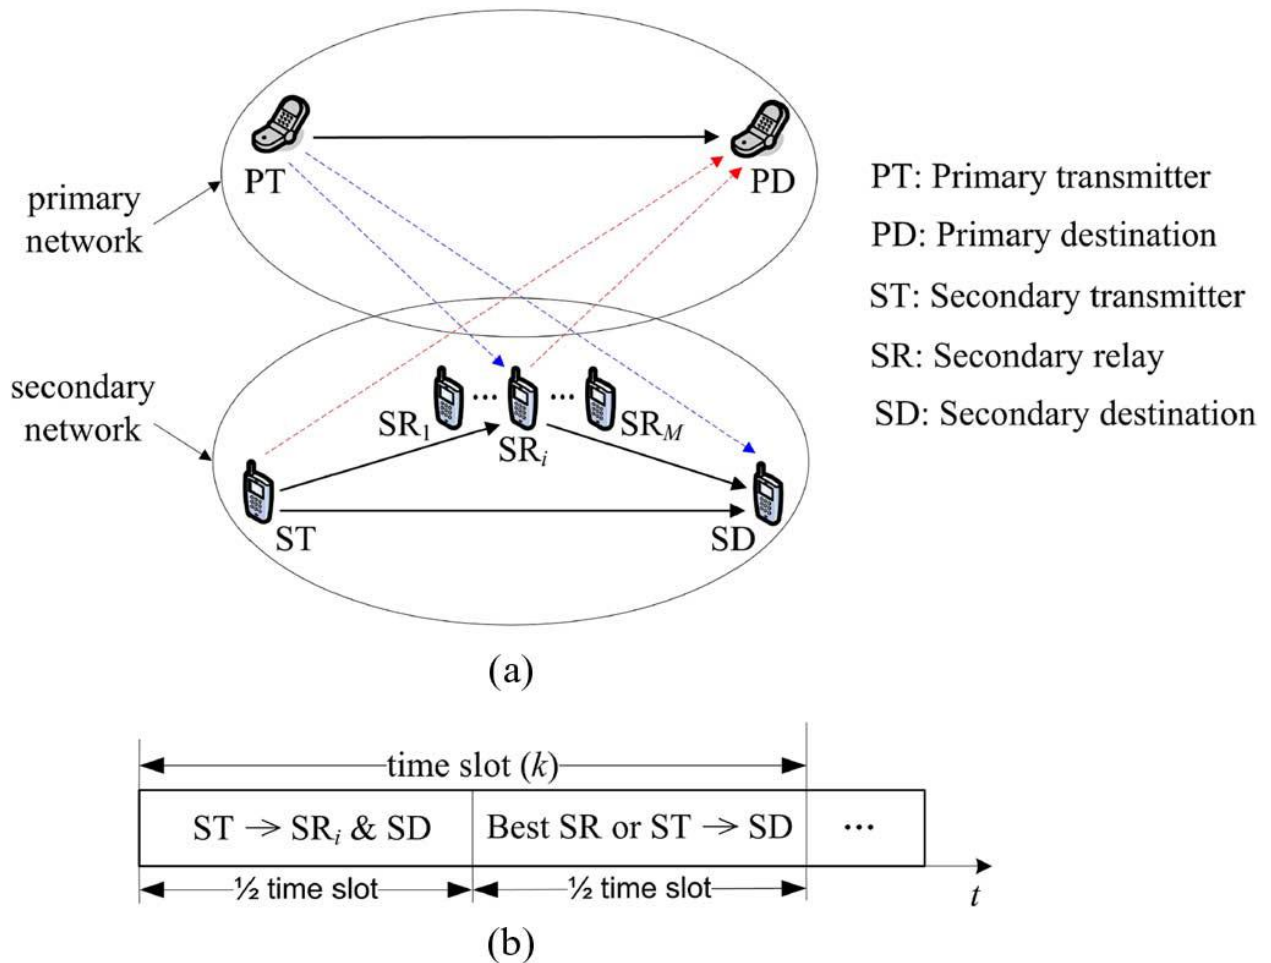 PT
PD
primary
network
PT: Primary transmitter
PD: Primary destination
ST: Secondary transmitter
SR: Secondary relay
SD: Secondary destination
secondary
network
SR1 ... SRi ... SRM
ST
SD
(a)
time slot (k)
ST → SRi & SD
Best SR or ST → SD
...
½ time slot
½ time slot
t
(b)